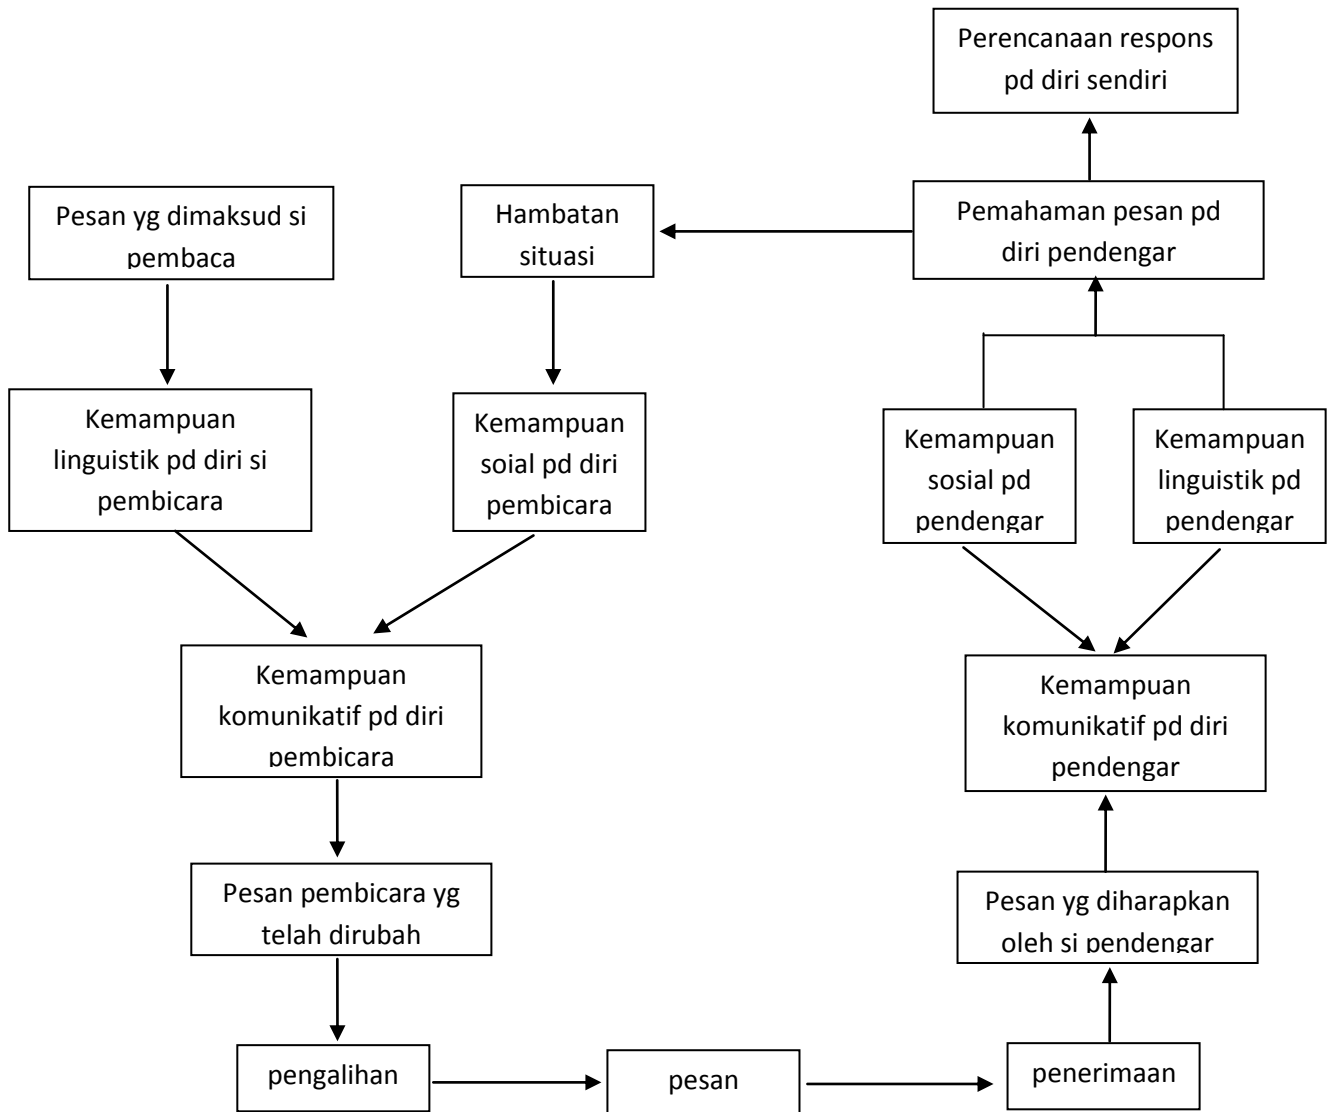 Perencanaan respons
pd diri sendiri
Pesan yg dimaksud si
pembaca
Hambatan
situasi
Pemahaman pesan pd
diri pendengar
Kemampuan
linguistik pd diri si
pembicara
Kemampuan
soial pd diri
pembicara
Kemampuan
sosial pd
pendengar
Kemampuan
linguistik pd
pendengar
Kemampuan
komunikatif pd diri
pembicara
Kemampuan
komunikatif pd diri
pendengar
Pesan pembicara yg
telah dirubah
Pesan yg diharapkan
oleh si pendengar
pengalihan
pesan
penerimaan